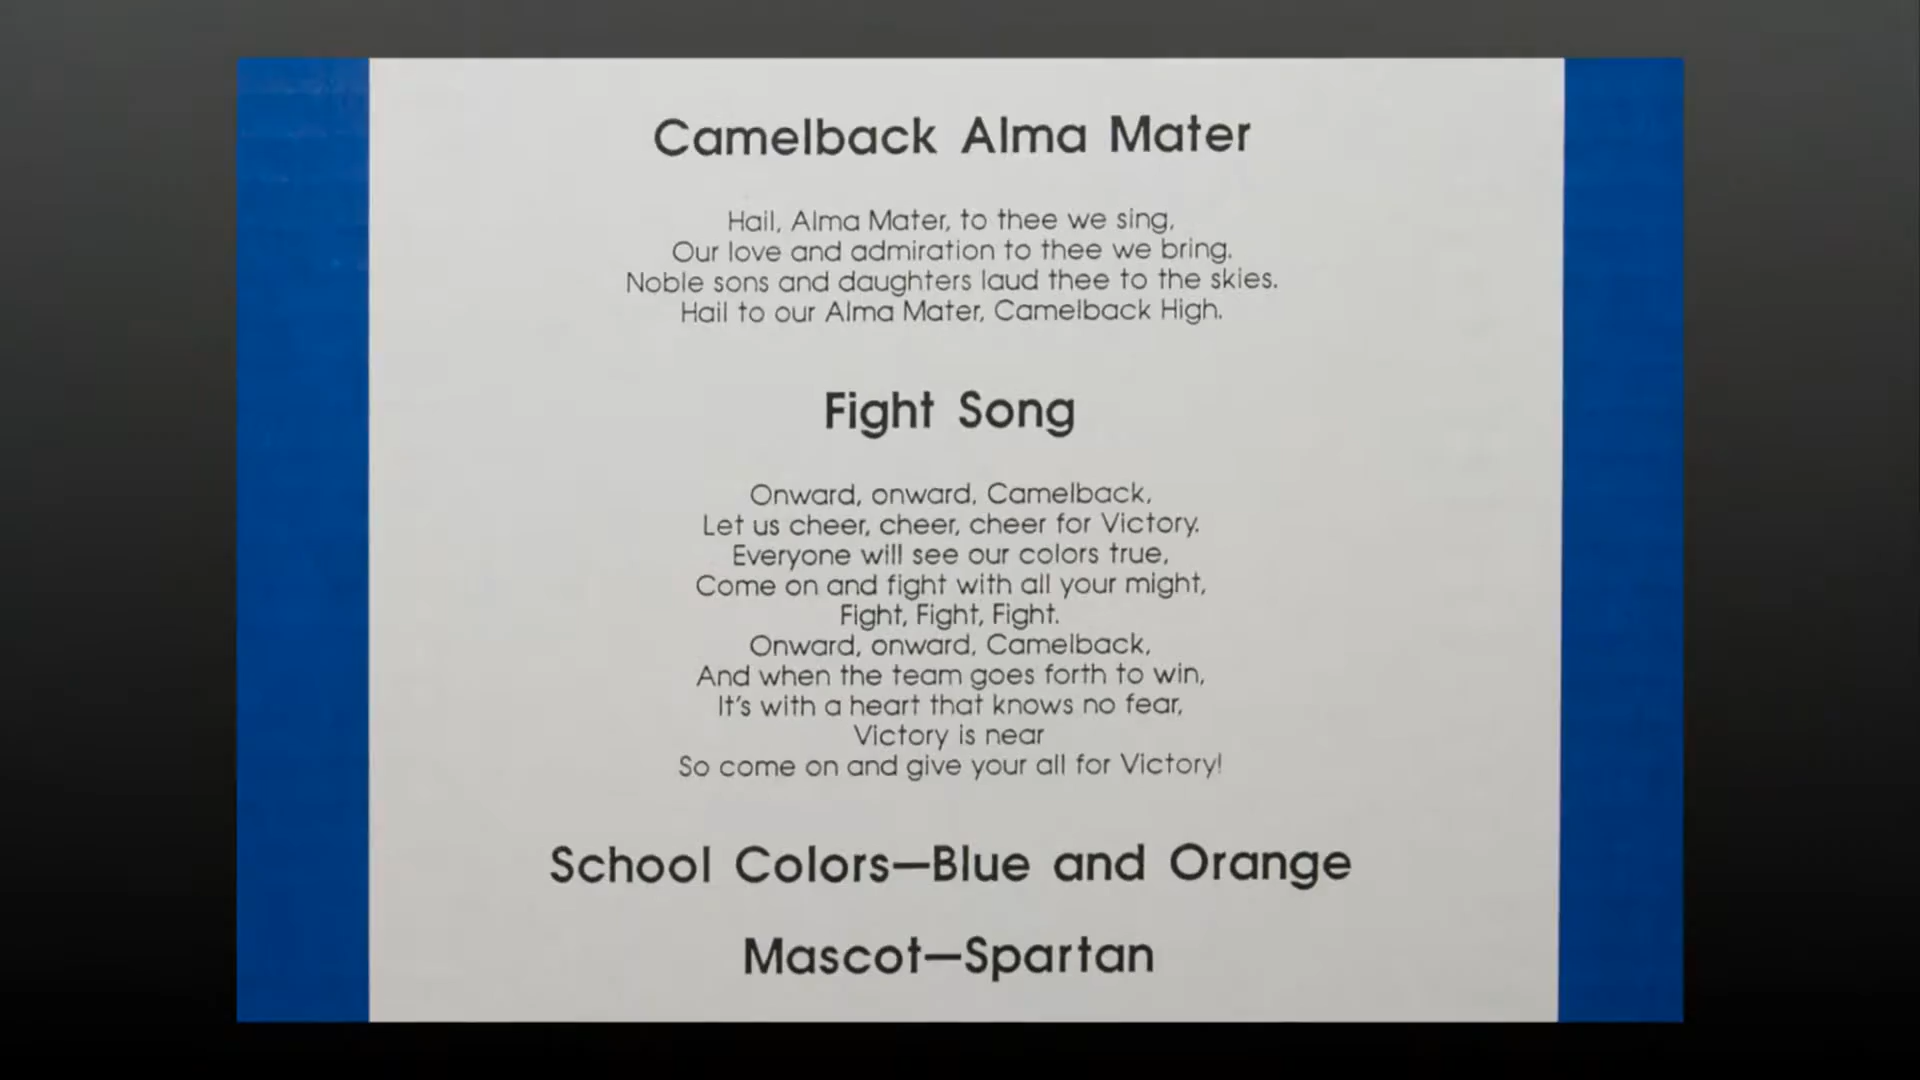 Camelback Alma Mater
Hail, Alma Mater, to thee we sing,
Our love and admiration to thee we bring.
Noble sons and daughters laud thee to the skies.
Hail to our Alma Mater, Camelback High.
Fight Song
Onward, onward, Camelback,
Let us cheer, cheer, cheer for Victory.
Everyone will see our colors true,
Come on and fight with all your might,
Fight, Fight, Fight.
Onward, onward, Camelback,
And when the team goes forth to win,
It's with a heart that knows no fear,
Victory is near
So come on and give your all for Victory!
School Colors—Blue and Orange
Mascot—Spartan